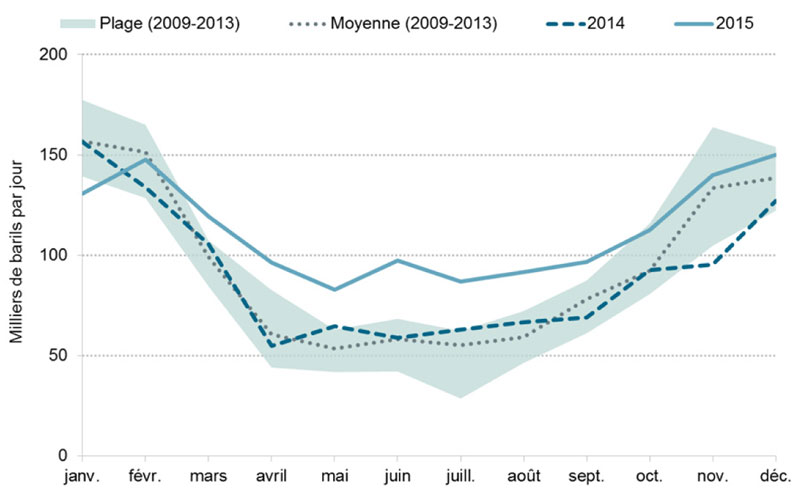 Plage (2009-2013) Moyenne (2009-2013) 2014 2015
Milliers de barils par jour
200
150
100
50
0
janv. févr. mars avril mai juin juill. août sept. oct. nov. déc.